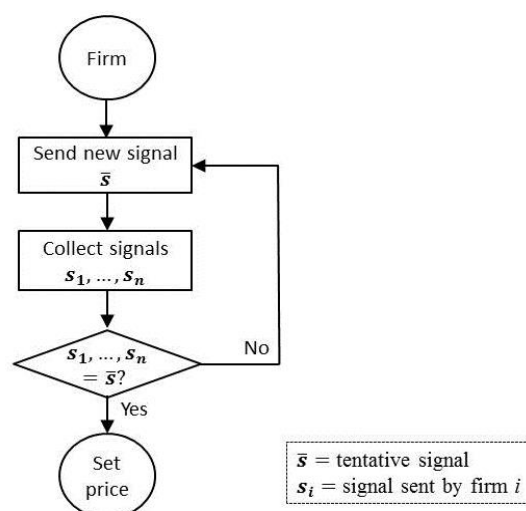 Firm
Send new signal
s̄
Collect signals
s₁, …, sₙ
s₁, …, sₙ
= s̄?
No
Yes
Set
price
s̄ = tentative signal
sᵢ = signal sent by firm i